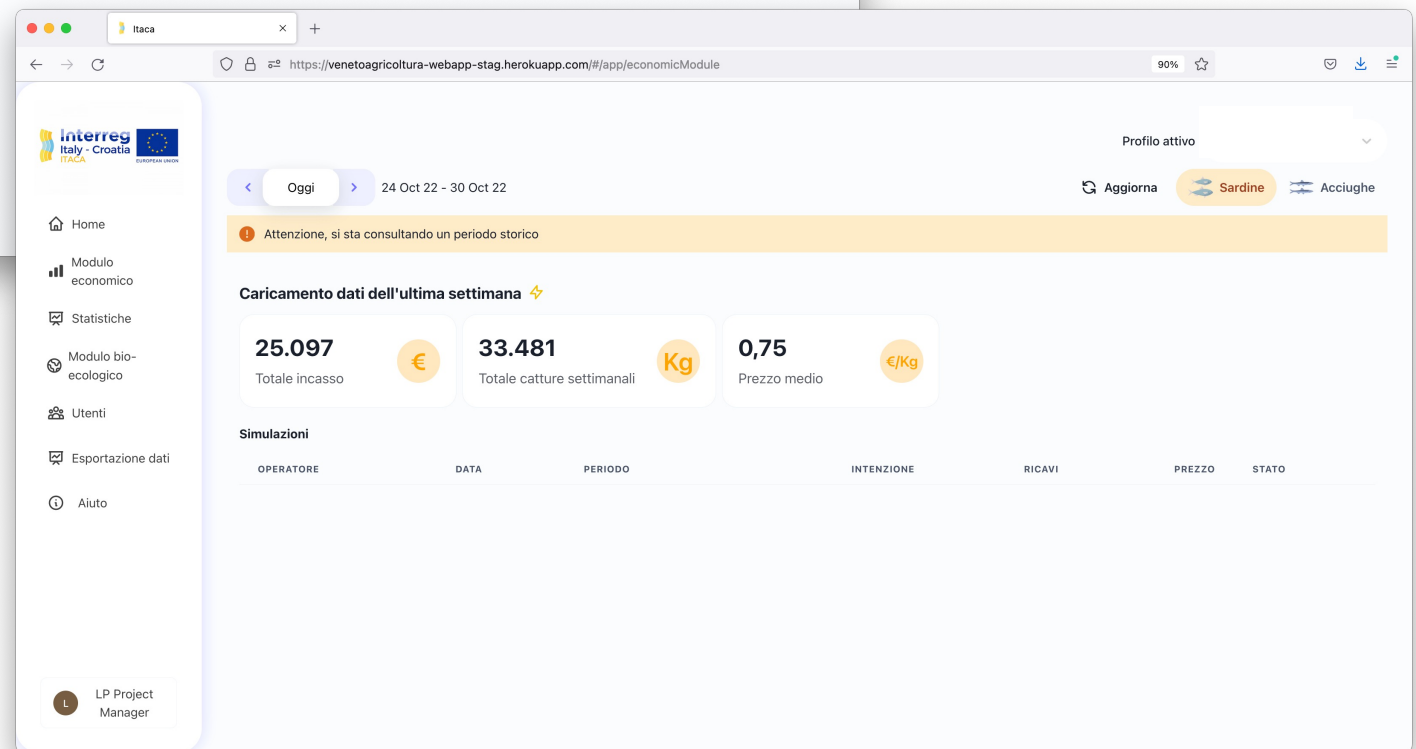 Itaca
https://venetoagricoltura-webapp-stag.herokuapp.com/#/app/economicModule
90%
Interreg
Italy - Croatia
ITACA
EUROPEAN UNION
Profilo attivo
Oggi
24 Oct 22 - 30 Oct 22
Aggiorna
Sardine
Acciughe
Attenzione, si sta consultando un periodo storico
Home
Modulo
economico
Statistiche
Modulo bio-
ecologico
Utenti
Esportazione dati
Aiuto
Caricamento dati dell'ultima settimana
25.097
Totale incasso
€
33.481
Totale catture settimanali
Kg
0,75
Prezzo medio
€/Kg
Simulazioni
OPERATORE DATA PERIODO INTENZIONE RICAVI PREZZO STATO
L
LP Project
Manager